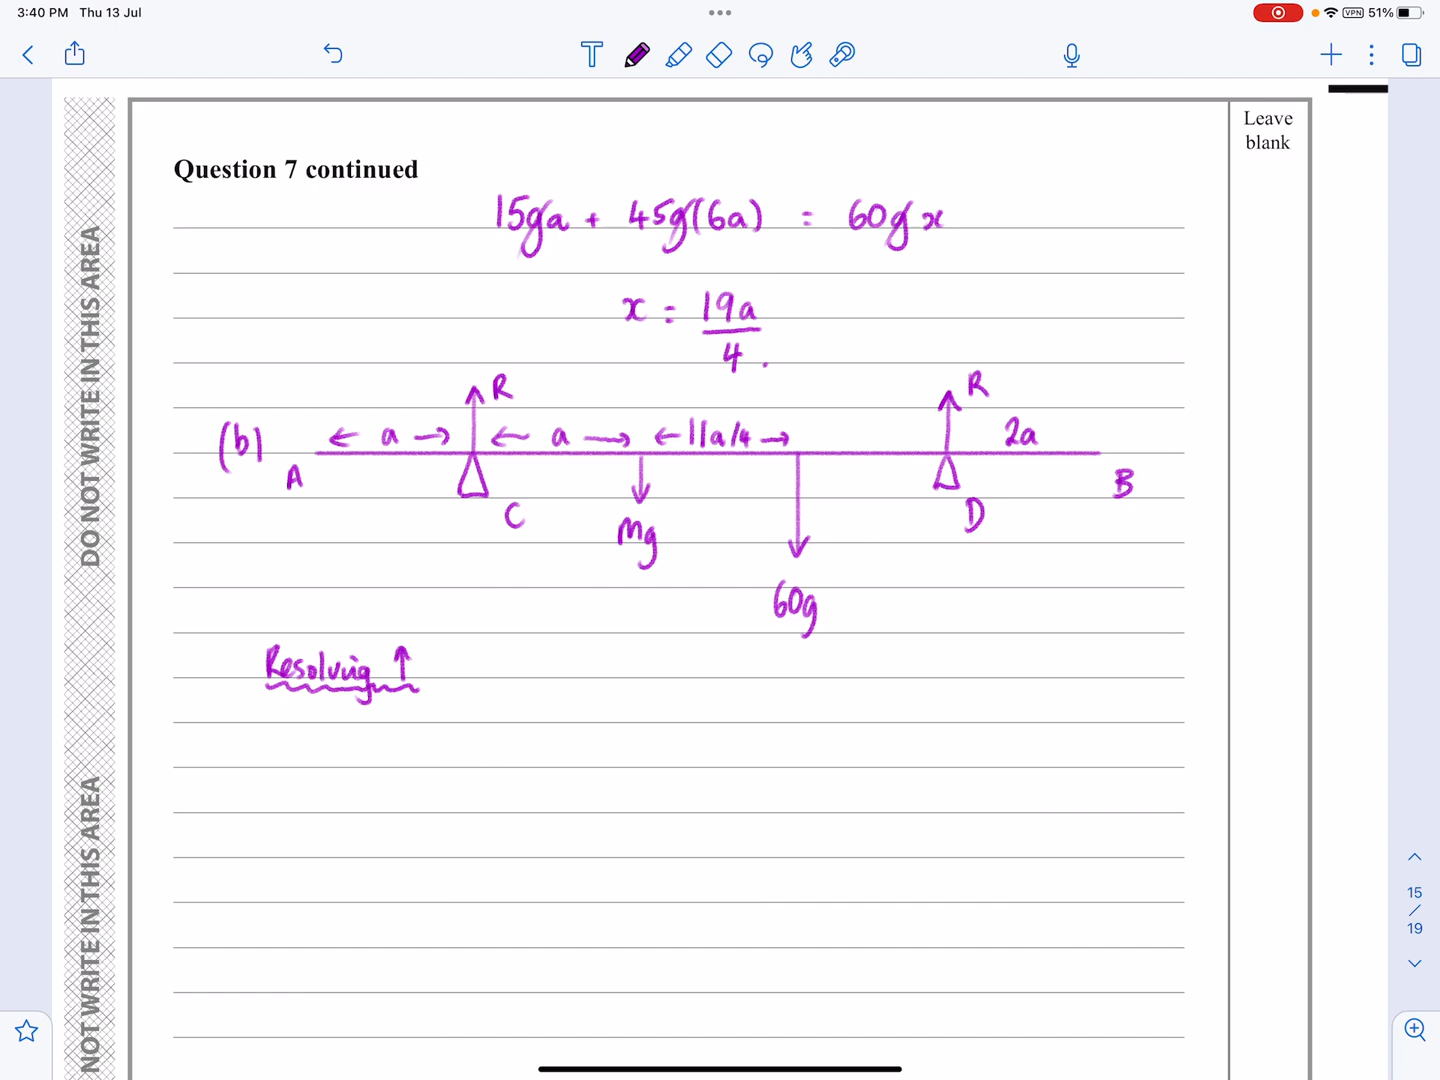 3:40 PM Thu 13 Jul
VPN 51%
Leave
blank
Question 7 continued
15ga + 45g(6a) = 60g x
x = 19a
4 .
(b) ← a → R ← a → ←11a/4→ R 2a
A C Mg D B
60g
Resolving ↑
DO NOT WRITE IN THIS AREA
NOT WRITE IN THIS AREA
15
/
19